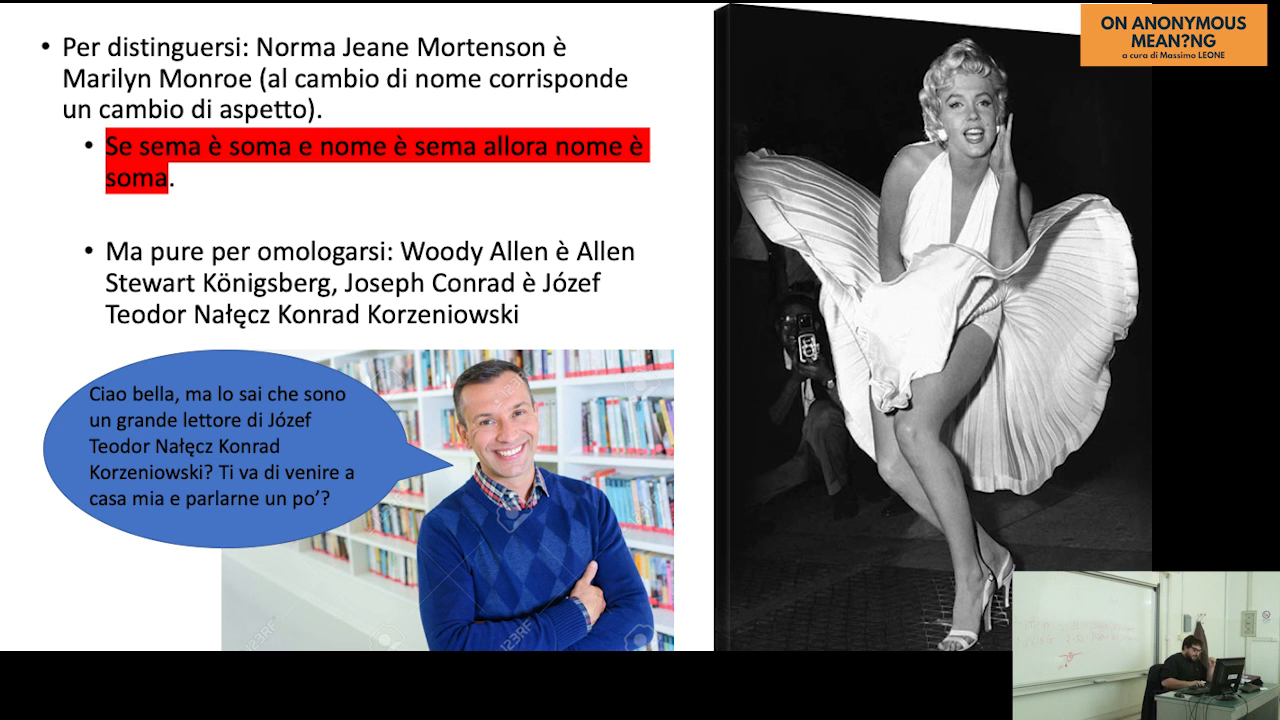 • Per distinguersi: Norma Jeane Mortenson è
Marilyn Monroe (al cambio di nome corrisponde
un cambio di aspetto).
• Se sema è soma e nome è sema allora nome è
soma.
• Ma pure per omologarsi: Woody Allen è Allen
Stewart Königsberg, Joseph Conrad è Józef
Teodor Nałęcz Konrad Korzeniowski
Ciao bella, ma lo sai che sono
un grande lettore di Józef
Teodor Nałęcz Konrad
Korzeniowski? Ti va di venire a
casa mia e parlarne un po’?
123RF
123RF
ON ANONYMOUS
MEAN?NG
a cura di Massimo LEONE